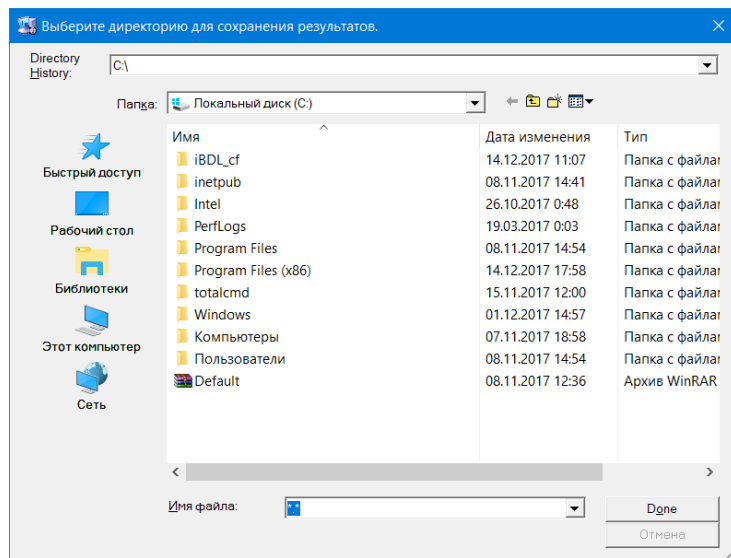 Выберите директорию для сохранения результатов.
Directory History:
C:\
Папка:
Локальный диск (C:)
Быстрый доступ
Рабочий стол
Библиотеки
Этот компьютер
Сеть
Имя Дата изменения Тип
iBDL_cf 14.12.2017 11:07 Папка с файлам
inetpub 08.11.2017 14:41 Папка с файлам
Intel 26.10.2017 0:48 Папка с файлам
PerfLogs 19.03.2017 0:03 Папка с файлам
Program Files 08.11.2017 14:54 Папка с файлам
Program Files (x86) 14.12.2017 17:58 Папка с файлам
totalcmd 15.11.2017 12:00 Папка с файлам
Windows 01.12.2017 14:57 Папка с файлам
Компьютеры 07.11.2017 18:58 Папка с файлам
Пользователи 08.11.2017 14:54 Папка с файлам
Default 08.11.2017 12:36 Архив WinRAR
Имя файла:
*.*
Done
Отмена